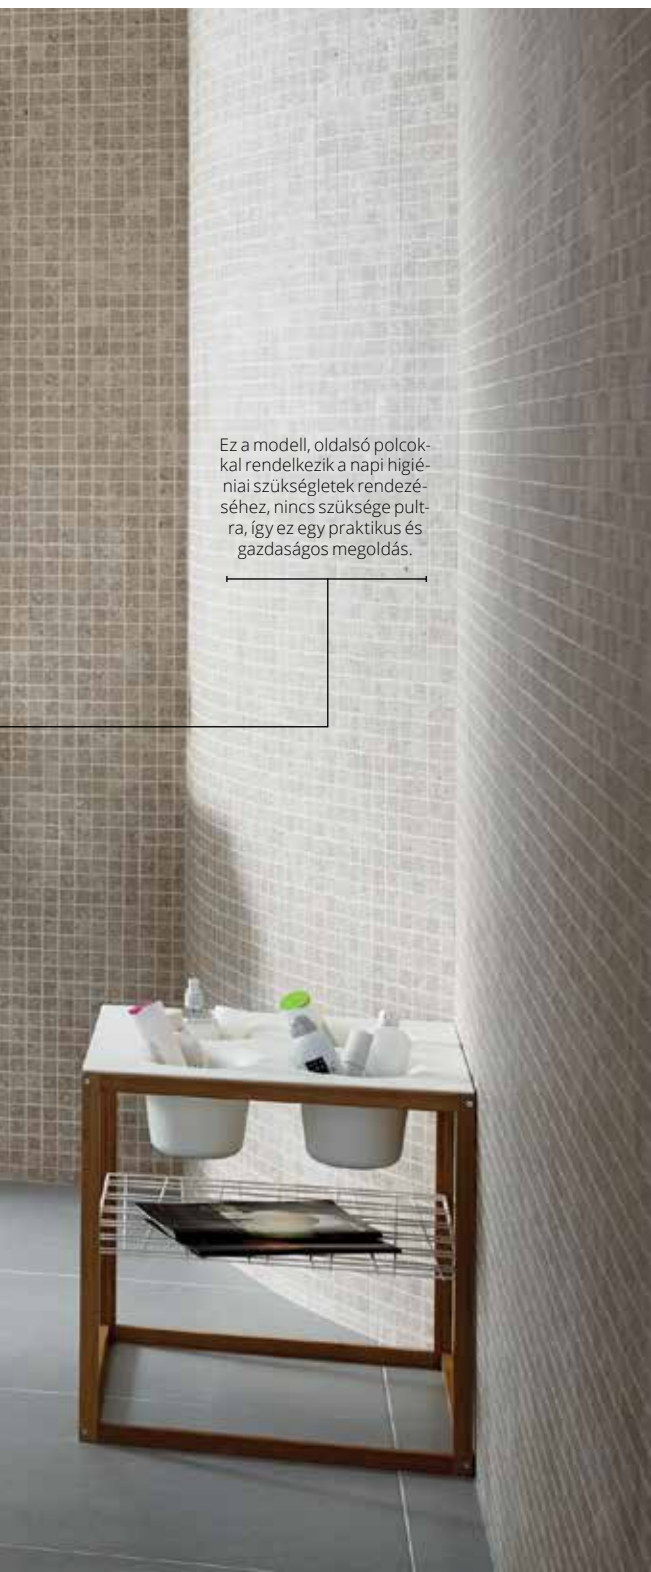 Ez a modell, oldalsó polcok-
kal rendelkezik a napi higié-
niai szükségletek rendezé-
séhez, nincs szüksége pult-
ra, így ez egy praktikus és
gazdaságos megoldás.